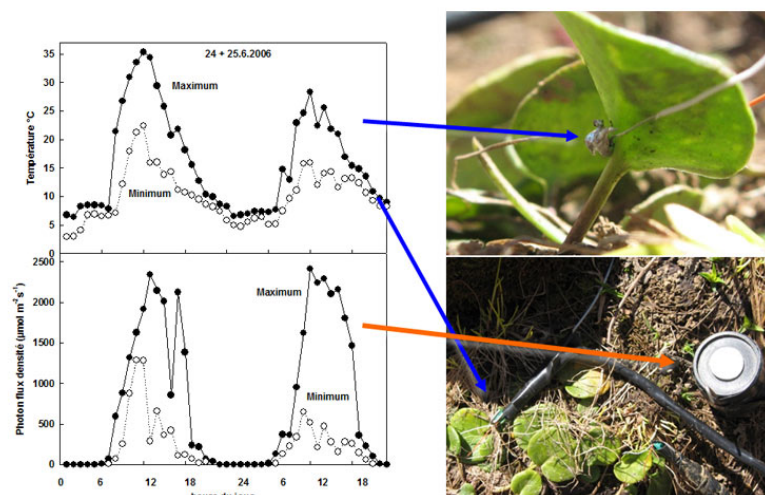 24 + 25.6.2006
Température °C
35
30
25
20
15
10
5
0
Maximum
Minimum
Photon flux densité (µmol m-2 s-1)
2500
2000
1500
1000
500
0
Maximum
Minimum
0 6 12 18 24 6 12 18